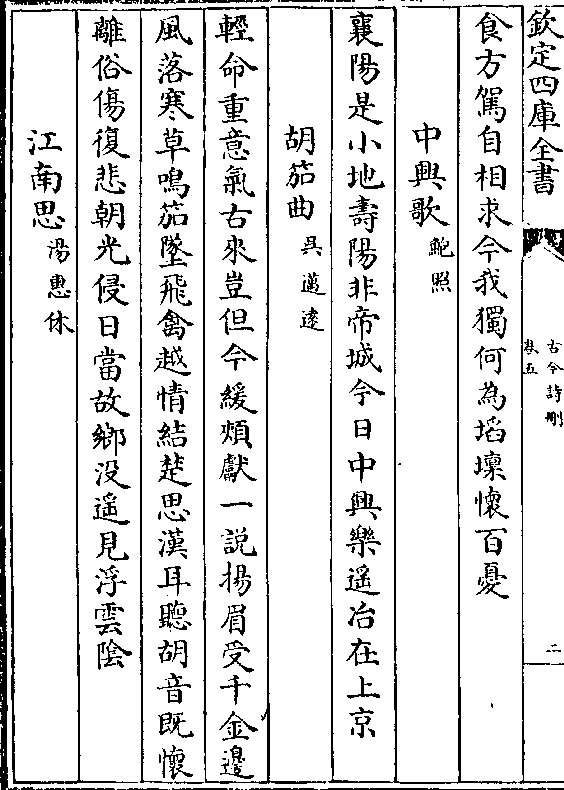 欽定四庫全書
古今詩刪
卷五
二
食方駕自相求今我獨何為埳壈懷百憂
中興歌 鮑照
襄陽是小地壽陽非帝城今日中興樂遙冶在上京
胡笳曲 吳邁遠
輕命重意氣古來豈但今緩頰獻一説揚眉受千金邊
風落寒草鳴笳墜飛禽越情結楚思漢耳聽胡音既懷
離俗傷復悲朝光侵日當故鄉没遥見浮雲陰
江南思 湯惠休